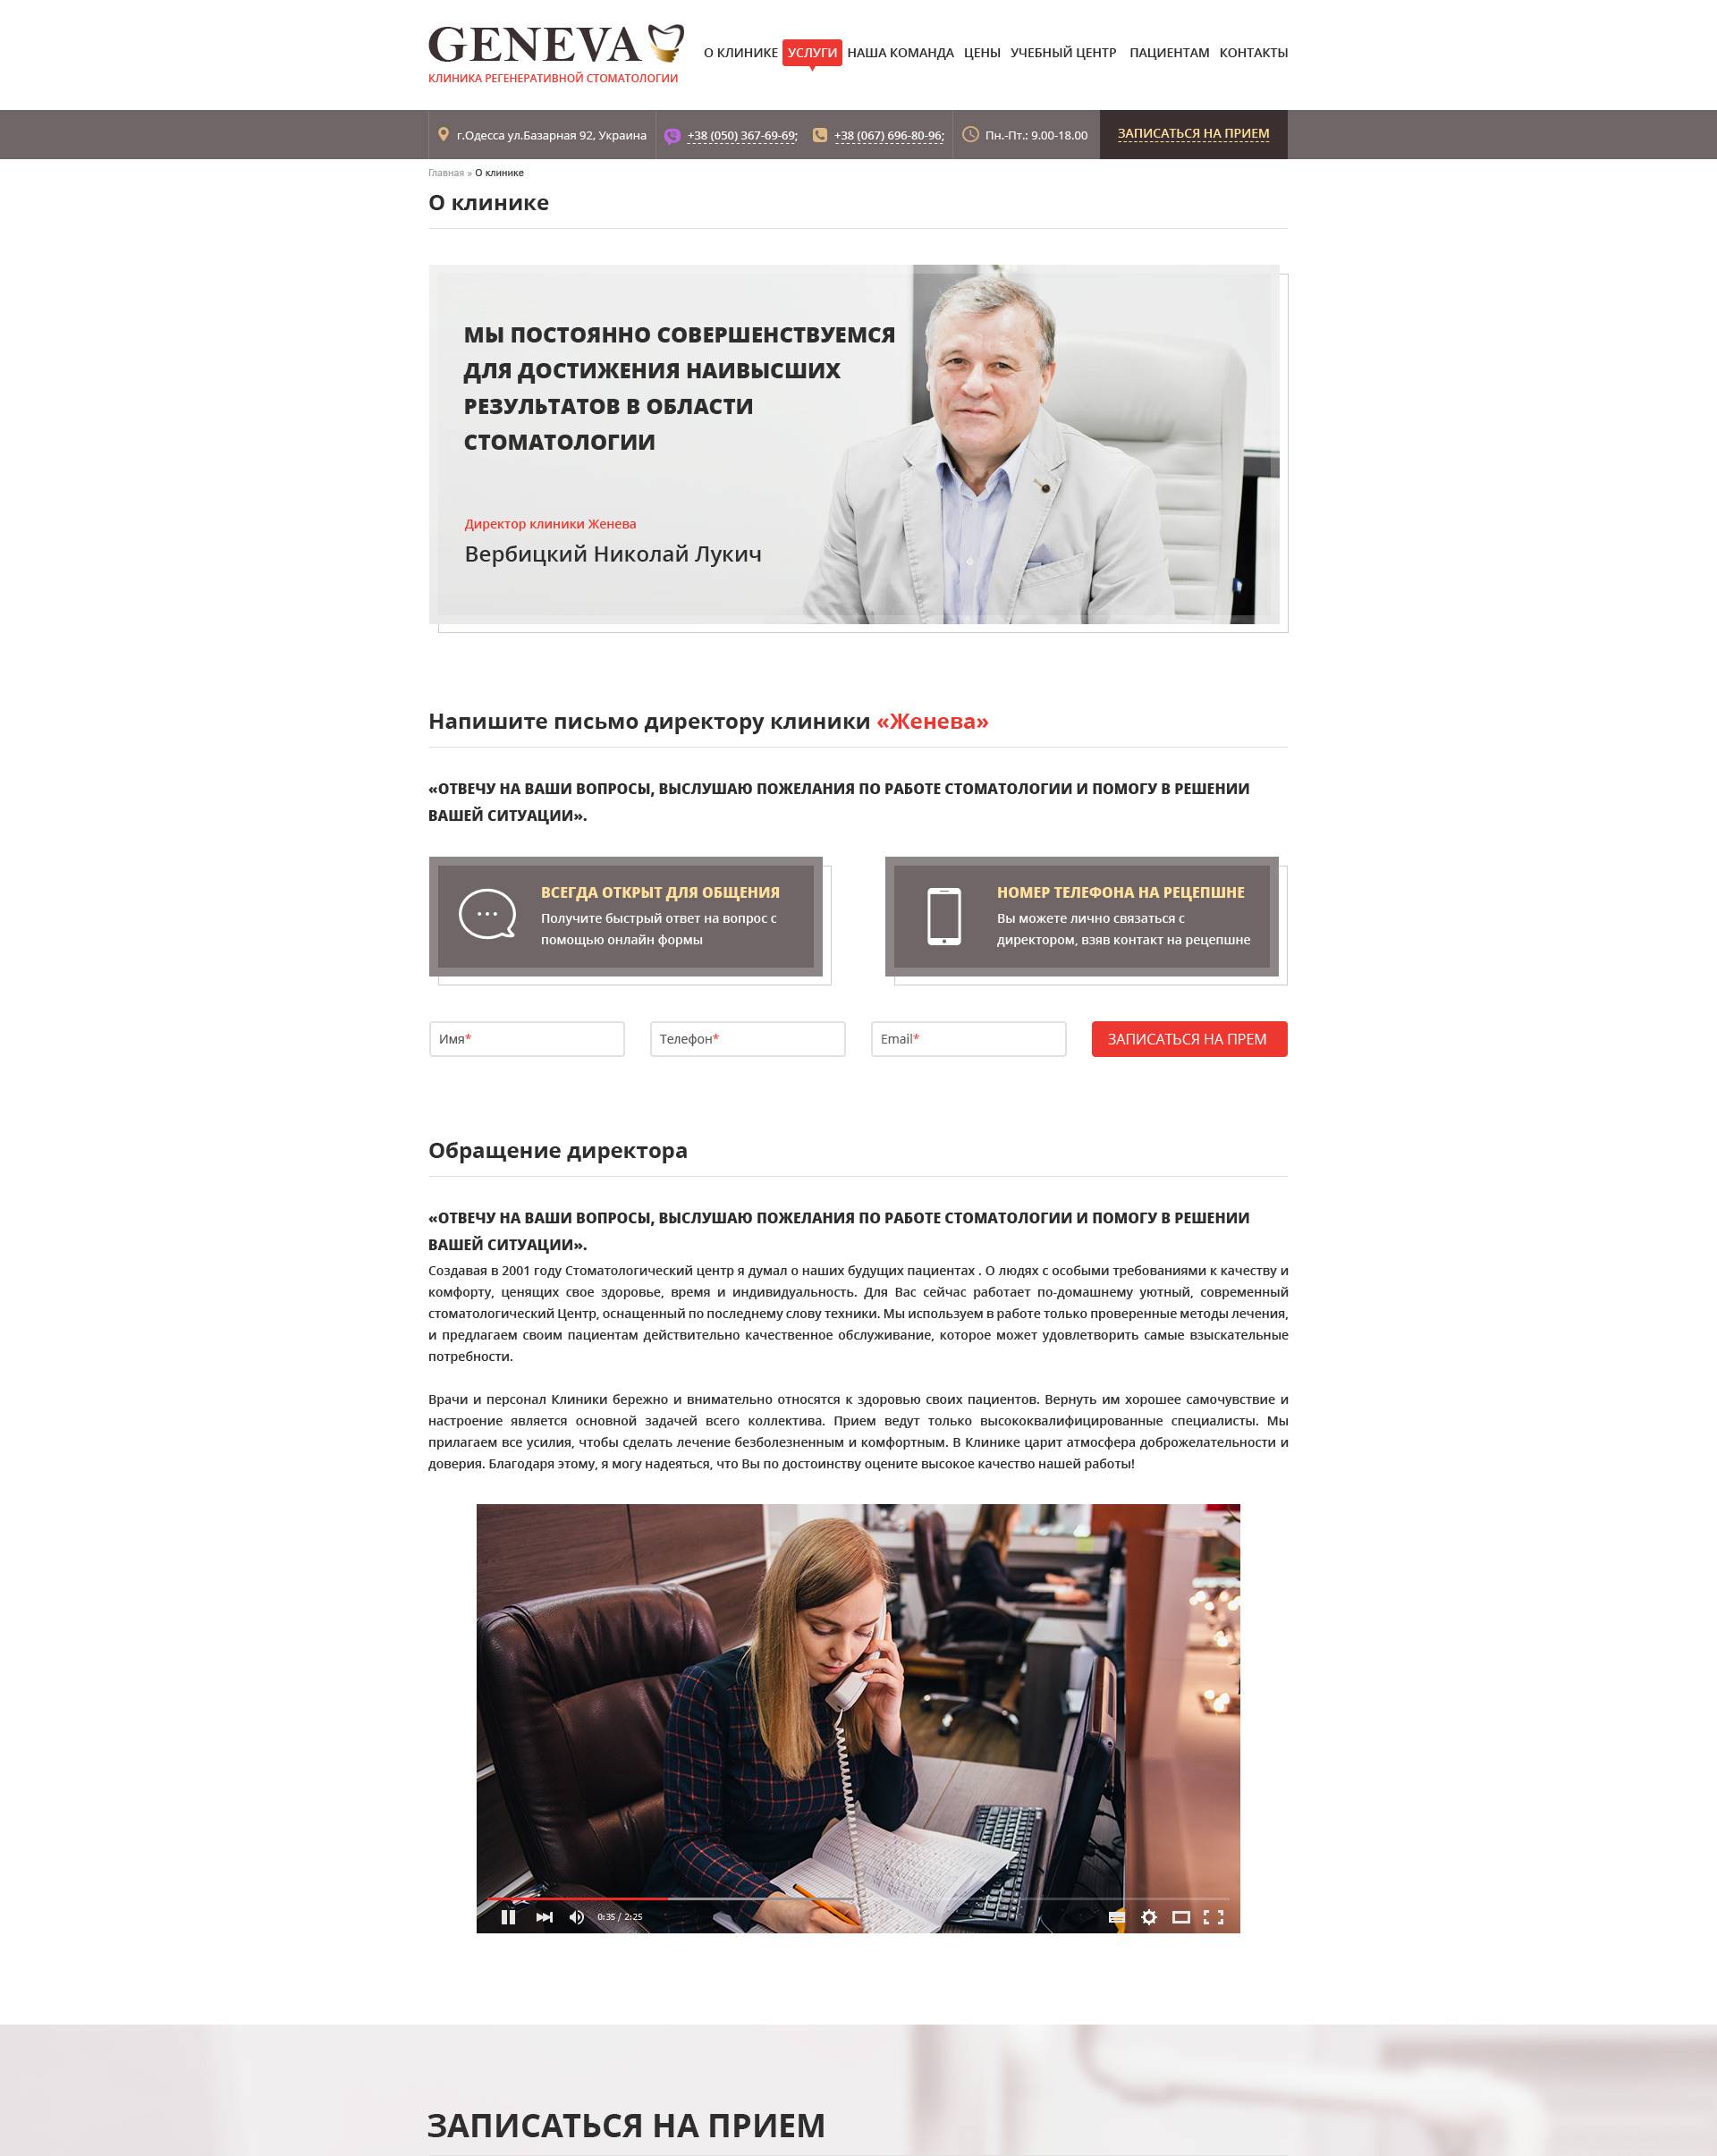 GENEVA
КЛИНИКА РЕГЕНЕРАТИВНОЙ СТОМАТОЛОГИИ
О КЛИНИКЕ УСЛУГИ НАША КОМАНДА ЦЕНЫ УЧЕБНЫЙ ЦЕНТР ПАЦИЕНТАМ КОНТАКТЫ
г.Одесса ул.Базарная 92, Украина +38 (050) 367-69-69; +38 (067) 696-80-96; Пн.-Пт.: 9.00-18.00 ЗАПИСАТЬСЯ НА ПРИЕМ
Главная » О клинике
О клинике
МЫ ПОСТОЯННО СОВЕРШЕНСТВУЕМСЯ
ДЛЯ ДОСТИЖЕНИЯ НАИВЫСШИХ
РЕЗУЛЬТАТОВ В ОБЛАСТИ
СТОМАТОЛОГИИ
Директор клиники Женева
Вербицкий Николай Лукич
Напишите письмо директору клиники «Женева»
«ОТВЕЧУ НА ВАШИ ВОПРОСЫ, ВЫСЛУШАЮ ПОЖЕЛАНИЯ ПО РАБОТЕ СТОМАТОЛОГИИ И ПОМОГУ В РЕШЕНИИ
ВАШЕЙ СИТУАЦИИ».
ВСЕГДА ОТКРЫТ ДЛЯ ОБЩЕНИЯ
Получите быстрый ответ на вопрос с
помощью онлайн формы
НОМЕР ТЕЛЕФОНА НА РЕЦЕПШНЕ
Вы можете лично связаться с
директором, взяв контакт на рецепшне
Имя* Телефон* Email* ЗАПИСАТЬСЯ НА ПРЕМ
Обращение директора
«ОТВЕЧУ НА ВАШИ ВОПРОСЫ, ВЫСЛУШАЮ ПОЖЕЛАНИЯ ПО РАБОТЕ СТОМАТОЛОГИИ И ПОМОГУ В РЕШЕНИИ
ВАШЕЙ СИТУАЦИИ».
Создавая в 2001 году Стоматологический центр я думал о наших будущих пациентах . О людях с особыми требованиями к качеству и
комфорту, ценящих свое здоровье, время и индивидуальность. Для Вас сейчас работает по-домашнему уютный, современный
стоматологический Центр, оснащенный по последнему слову техники. Мы используем в работе только проверенные методы лечения,
и предлагаем своим пациентам действительно качественное обслуживание, которое может удовлетворить самые взыскательные
потребности.
Врачи и персонал Клиники бережно и внимательно относятся к здоровью своих пациентов. Вернуть им хорошее самочувствие и
настроение является основной задачей всего коллектива. Прием ведут только высококвалифицированные специалисты. Мы
прилагаем все усилия, чтобы сделать лечение безболезненным и комфортным. В Клинике царит атмосфера доброжелательности и
доверия. Благодаря этому, я могу надеяться, что Вы по достоинству оцените высокое качество нашей работы!
0:35 / 2:25
ЗАПИСАТЬСЯ НА ПРИЕМ